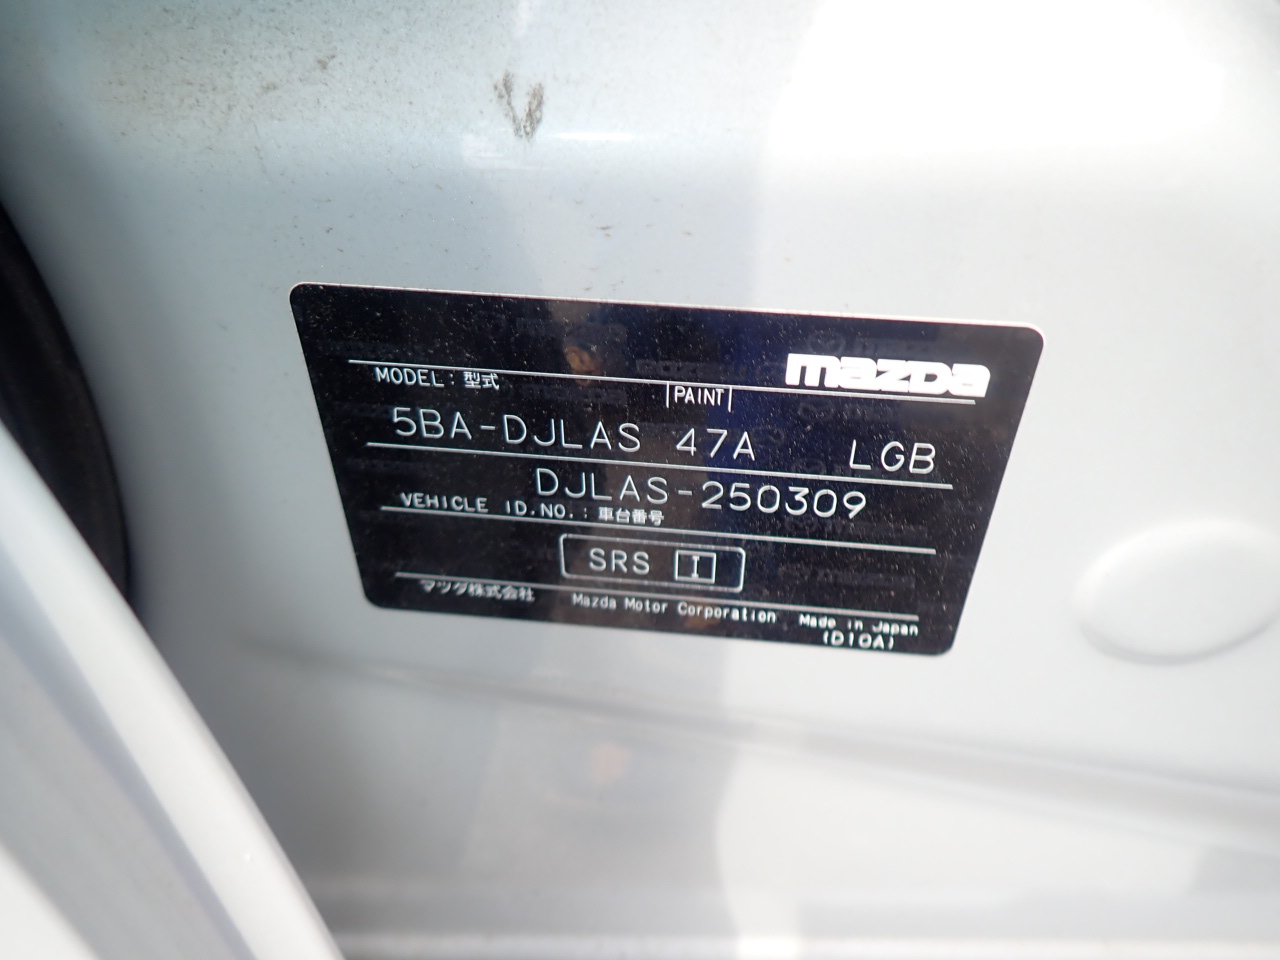 mazda
MODEL : 型式 PAINT
5BA-DJLAS 47A LGB
DJLAS-250309
VEHICLE ID.NO. : 車台番号
SRS I
マツダ株式会社 Mazda Motor Corporation Made in Japan
(D10A)